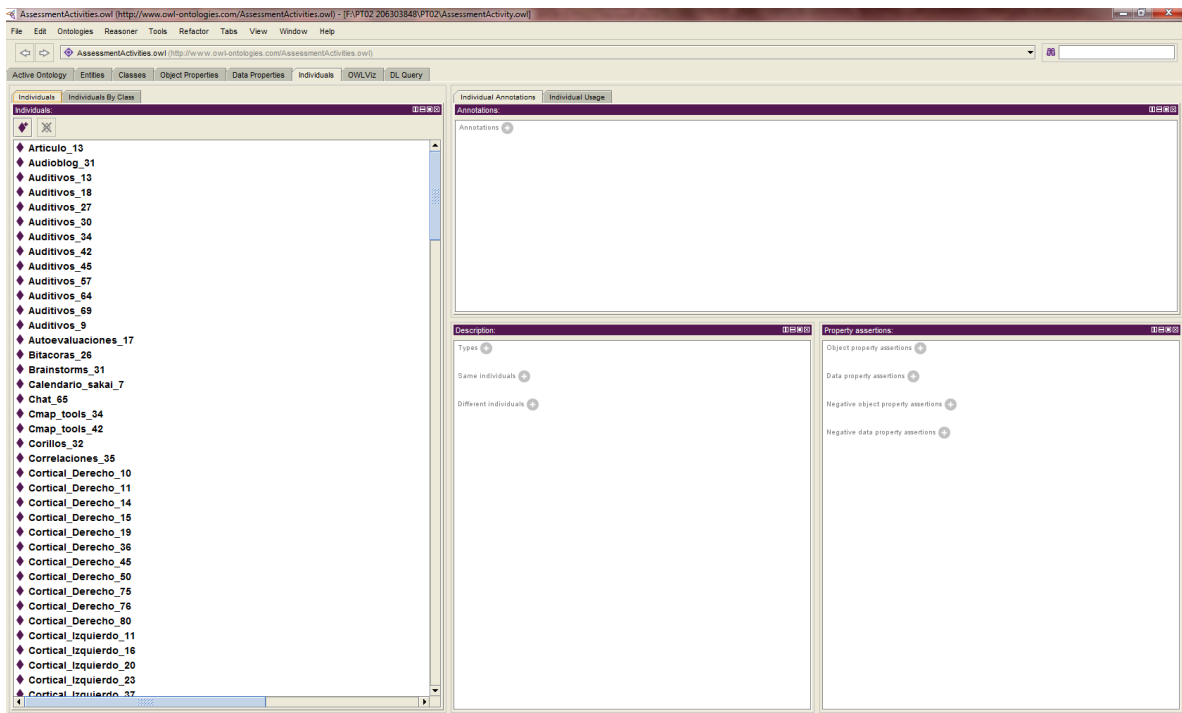 AssessmentActivities.owl (http://www.owl-ontologies.com/AssessmentActivities.owl) - [F:\PT02 206303848\PT02\AssessmentActivity.owl]
File Edit Ontologies Reasoner Tools Refactor Tabs View Window Help
AssessmentActivities.owl (http://www.owl-ontologies.com/AssessmentActivities.owl)
Active Ontology Entities Classes Object Properties Data Properties Individuals OWLViz DL Query
Individuals Individuals By Class
Individuals:
Articulo_13
Audioblog_31
Auditivos_13
Auditivos_18
Auditivos_27
Auditivos_30
Auditivos_34
Auditivos_42
Auditivos_45
Auditivos_57
Auditivos_64
Auditivos_69
Auditivos_9
Autoevaluaciones_17
Bitacoras_26
Brainstorms_31
Calendario_sakai_7
Chat_65
Cmap_tools_34
Cmap_tools_42
Corillos_32
Correlaciones_35
Cortical_Derecho_10
Cortical_Derecho_11
Cortical_Derecho_14
Cortical_Derecho_15
Cortical_Derecho_19
Cortical_Derecho_36
Cortical_Derecho_45
Cortical_Derecho_50
Cortical_Derecho_75
Cortical_Derecho_76
Cortical_Derecho_80
Cortical_Izquierdo_11
Cortical_Izquierdo_16
Cortical_Izquierdo_20
Cortical_Izquierdo_23
Cortical_Izquierdo_37
Individual Annotations Individual Usage
Annotations:
Annotations
Description:
Types
Same individuals
Different individuals
Property assertions:
Object property assertions
Data property assertions
Negative object property assertions
Negative data property assertions